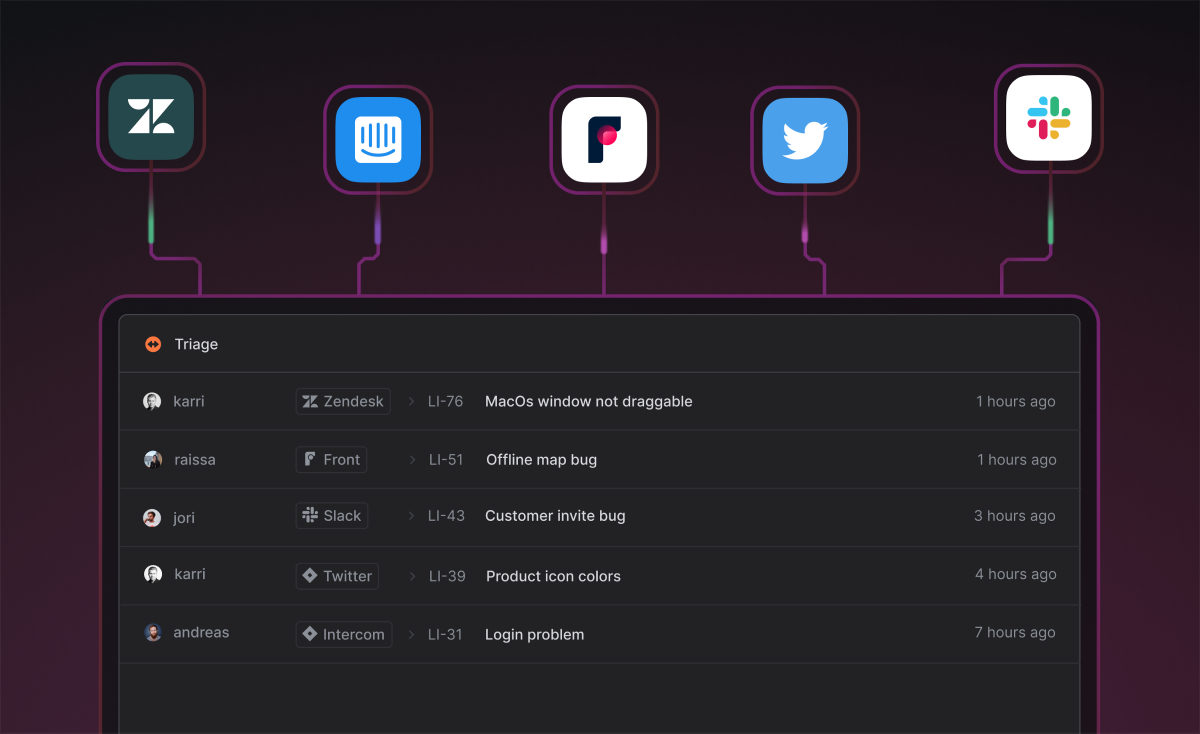 Triage
karri Zendesk LI-76 MacOs window not draggable 1 hours ago
raissa Front LI-51 Offline map bug 1 hours ago
jori Slack LI-43 Customer invite bug 3 hours ago
karri Twitter LI-39 Product icon colors 4 hours ago
andreas Intercom LI-31 Login problem 7 hours ago